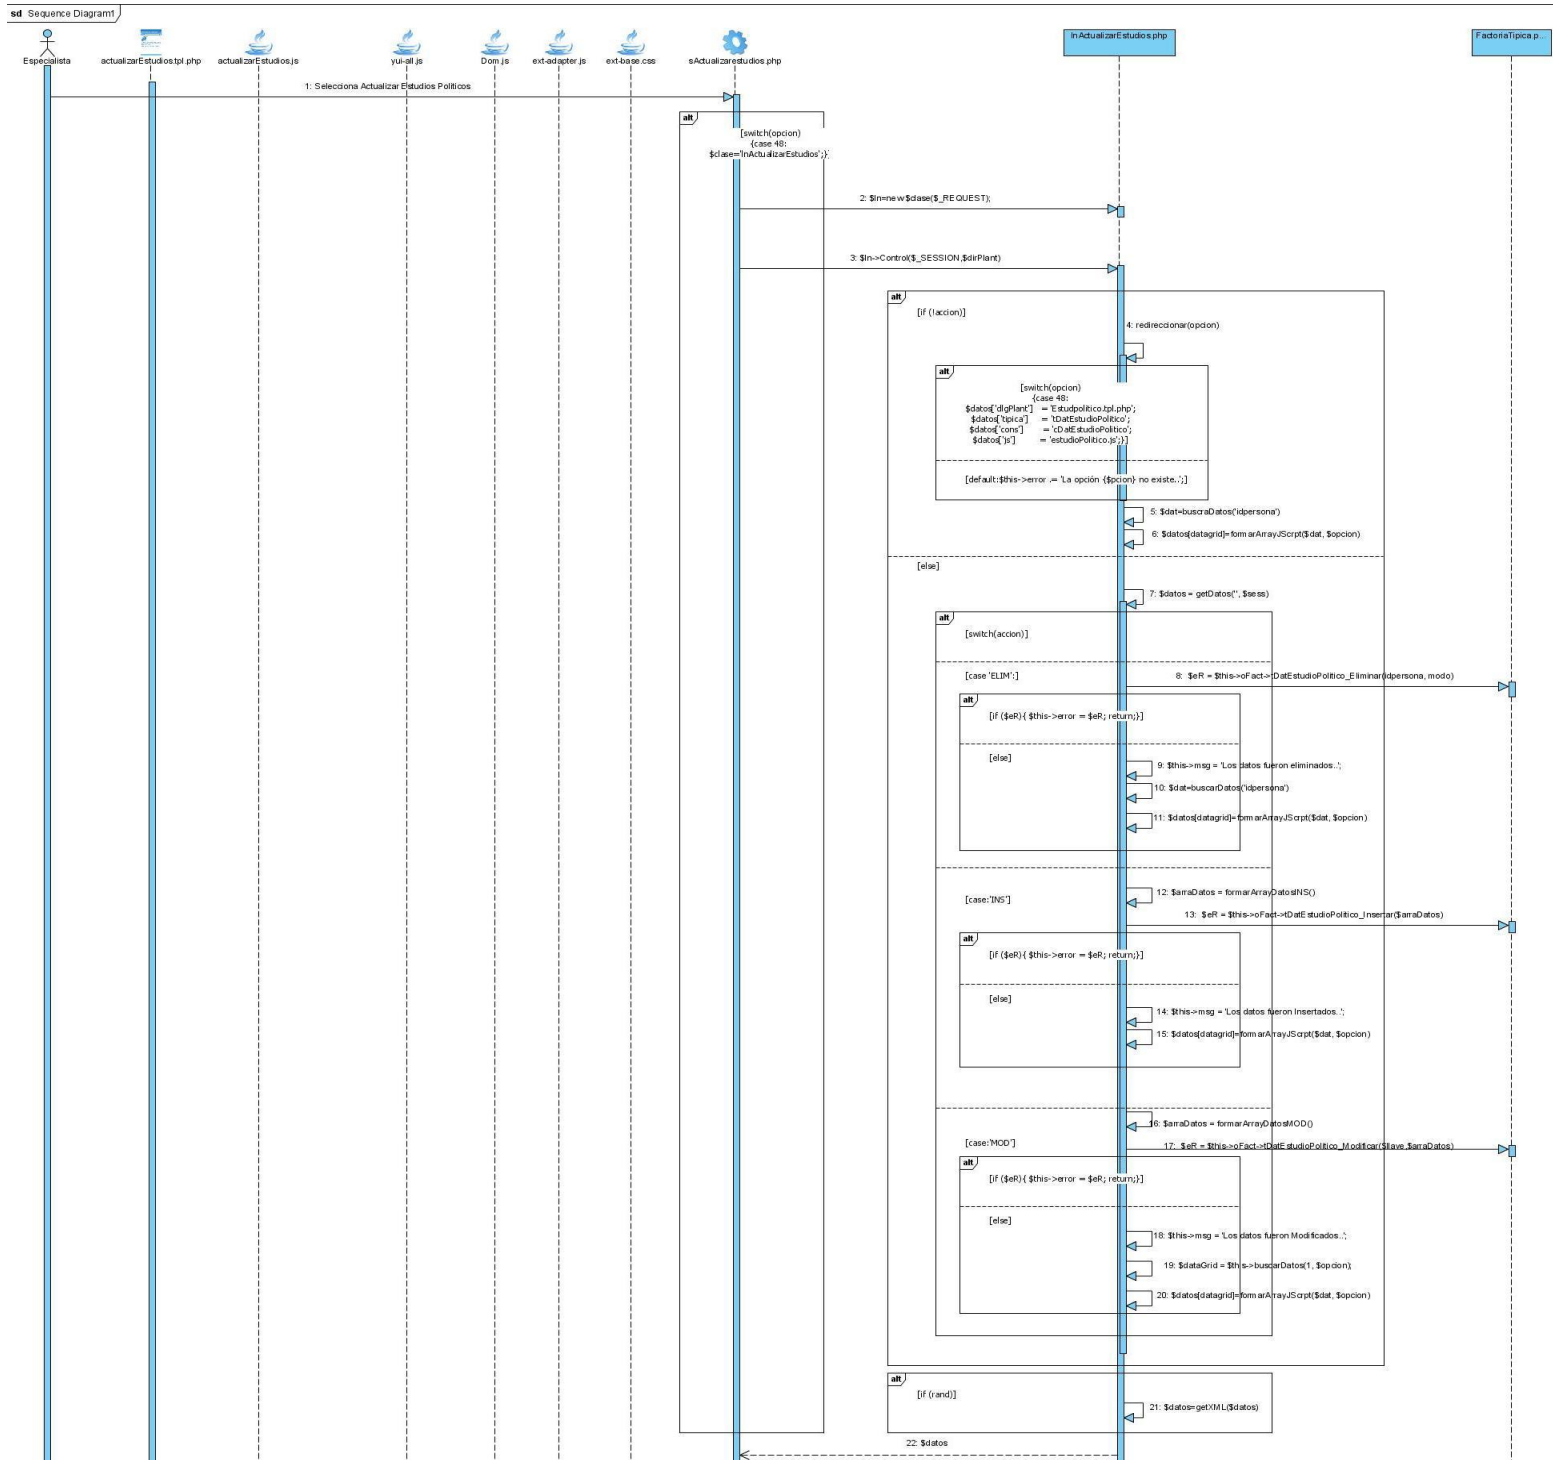 sd Sequence Diagram1
Especialista
actualizarEstudios.tpl.php
actualizarEstudios.js
yui-all.js
Dom.js
ext-adapter.js
ext-base.css
sActualizarestudios.php
InActualizarEstudios.php
FactoriaTipica.p...
1: Selecciona Actualizar Estudios Politicos
alt
[switch(opcion)
{case 48:
$clase='InActualizarEstudios';}]
2: $In=new $clase($_REQUEST);
3: $In->Control($_SESSION,$dirPlant)
alt
[if (!accion)]
4: redireccionar(opcion)
alt
[switch(opcion)
{case 48:
$datos['dlgPlant'] = 'Estudpolitico.tpl.php';
$datos['tipica'] = 'tDatEstudioPolitico';
$datos['cons'] = 'cDatEstudioPolitico';
$datos['js'] = 'estudioPolitico.js';}]
[default:$this->error .= 'La opción {$pcion} no existe..';]
5: $dat=buscraDatos('idpersona')
6: $datos[datagrid]=formarArrayJScrpt($dat, $opcion)
[else]
7: $datos = getDatos('', $sess)
alt
[switch(accion)]
[case 'ELIM':]
8: $eR = $this->oFact->tDatEstudioPolitico_Eliminar(idpersona, modo)
alt
[if ($eR){ $this->error = $eR; return;}]
[else]
9: $this->msg = 'Los datos fueron eliminados..';
10: $dat=buscarDatos('idpersona')
11: $datos[datagrid]=formarArrayJScrpt($dat, $opcion)
12: $arraDatos = formarArrayDatosINS()
[case:'INS']
13: $eR = $this->oFact->tDatEstudioPolitico_Insertar($arraDatos)
alt
[if ($eR){ $this->error = $eR; return;}]
[else]
14: $this->msg = 'Los datos fueron Insertados..';
15: $datos[datagrid]=formarArrayJScrpt($dat, $opcion)
16: $arraDatos = formarArrayDatosMOD()
[case:'MOD']
17: $eR = $this->oFact->tDatEstudioPolitico_Modificar($llave,$arraDatos)
alt
[if ($eR){ $this->error = $eR; return;}]
[else]
18: $this->msg = 'Los datos fueron Modificados..';
19: $dataGrid = $this->buscarDatos(1, $opcion);
20: $datos[datagrid]=formarArrayJScrpt($dat, $opcion)
alt
[if (rand)]
21: $datos=getXML($datos)
22: $datos